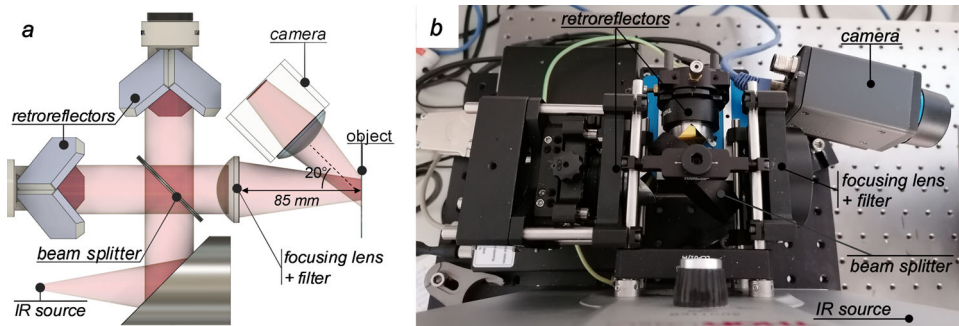 a
camera
retroreflectors
object
20°
85 mm
beam splitter
focusing lens
+ filter
IR source
b
retroreflectors
camera
focusing lens
+ filter
beam splitter
IR source